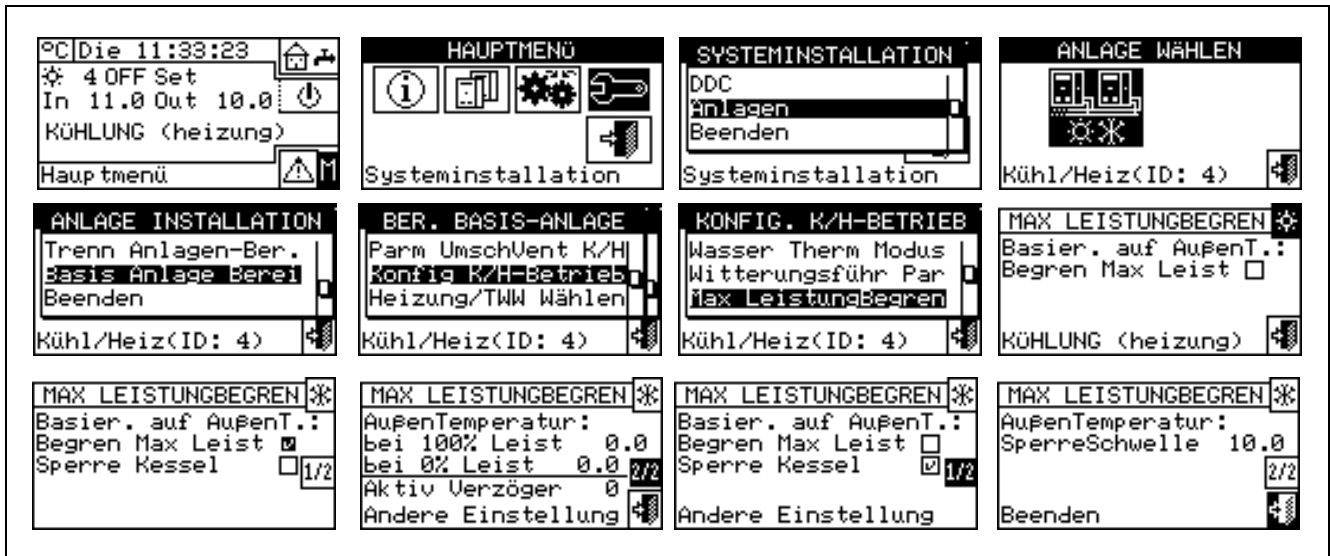 ºC Die 11:33:23
4 OFF Set
In 11.0 Out 10.0
KüHLUNG (heizung)
Haup tmenü M
HAUPTMENü
i
Systeminstallation
SYSTEMINSTALLATION
DDC
Anlagen
Beenden
Systeminstallation
ANLAGE WäHLEN
Kühl/Heiz(ID: 4)
ANLAGE INSTALLATION
Trenn Anlagen-Ber.
Basis Anlage Berei
Beenden
Kühl/Heiz(ID: 4)
BER. BASIS-ANLAGE
Parm UmschVent K/H
Konfig K/H-Betrieb
Heizung/TWW Wählen
Kühl/Heiz(ID: 4)
KONFIG. K/H-BETRIEB
Wasser Therm Modus
Witterungsführ Par
Max LeistungBegren
Kühl/Heiz(ID: 4)
MAX LEISTUNGBEGREN
Basier. auf AußenT.:
Begren Max Leist
KüHLUNG (heizung)
MAX LEISTUNGBEGREN
Basier. auf AußenT.:
Begren Max Leist
Sperre Kessel
1/2
MAX LEISTUNGBEGREN
AußenTemperatur:
bei 100% Leist 0.0
bei 0% Leist 0.0
2/2
Aktiv Verzöger 0
Andere Einstellung
MAX LEISTUNGBEGREN
Basier. auf AußenT.:
Begren Max Leist
Sperre Kessel
1/2
Andere Einstellung
MAX LEISTUNGBEGREN
AußenTemperatur:
SperreSchwelle 10.0
2/2
Beenden